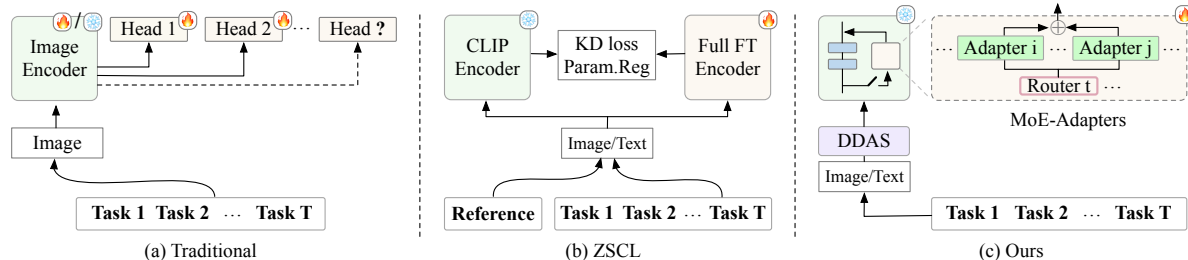 Image
Encoder
/
Head 1
Head 2
...
Head ?
Image
Task 1 Task 2 ... Task T
(a) Traditional
CLIP
Encoder
KD loss
Param.Reg
Full FT
Encoder
Image/Text
Reference
Task 1 Task 2 ... Task T
(b) ZSCL
... Adapter i ... Adapter j ...
Router t ...
MoE-Adapters
DDAS
Image/Text
Task 1 Task 2 ... Task T
(c) Ours